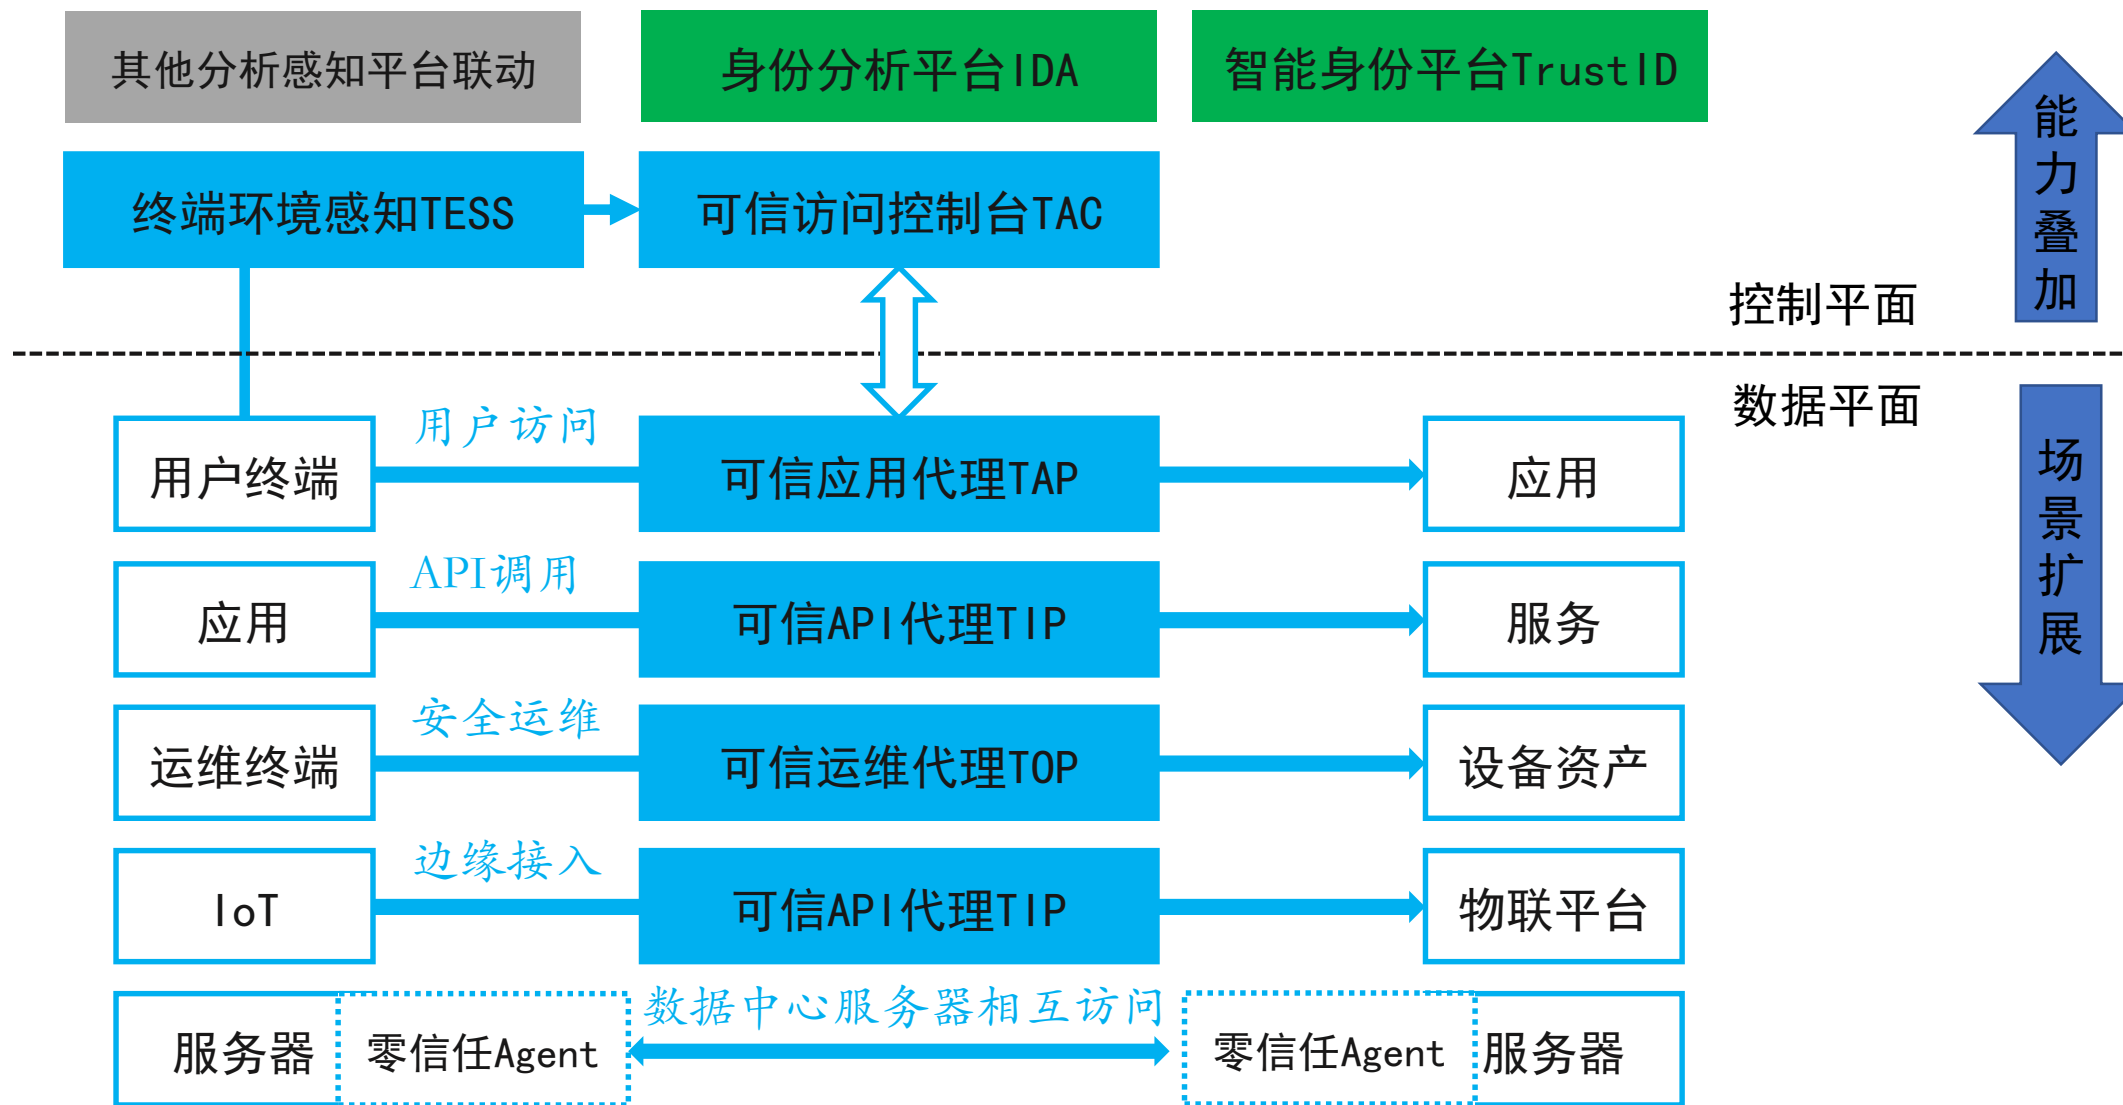 其他分析感知平台联动
身份分析平台IDA
智能身份平台TrustID
能力叠加
终端环境感知TESS
可信访问控制台TAC
控制平面
数据平面
场景扩展
用户终端
用户访问
可信应用代理TAP
应用
应用
API调用
可信API代理TIP
服务
运维终端
安全运维
可信运维代理TOP
设备资产
IoT
边缘接入
可信API代理TIP
物联平台
服务器
零信任Agent
数据中心服务器相互访问
零信任Agent
服务器